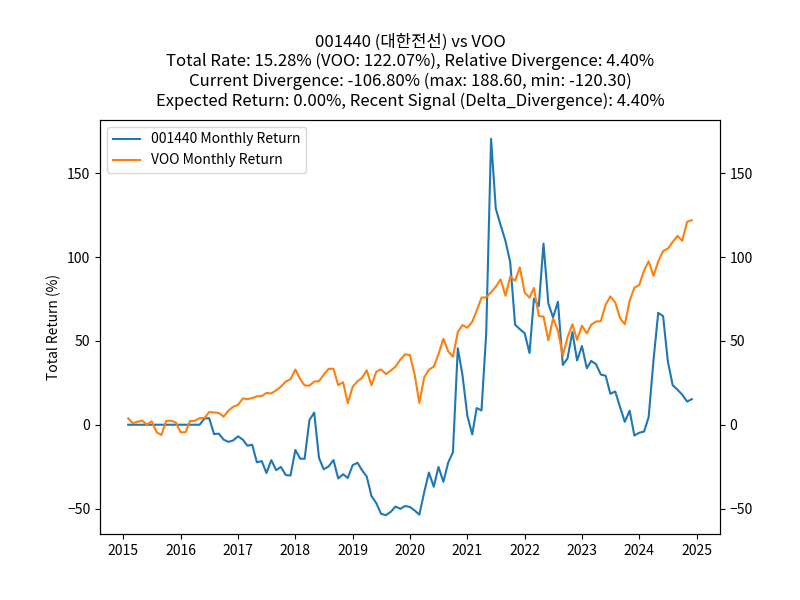 001440 (대한전선) vs VOO
Total Rate: 15.28% (VOO: 122.07%), Relative Divergence: 4.40%
Current Divergence: -106.80% (max: 188.60, min: -120.30)
Expected Return: 0.00%, Recent Signal (Delta_Divergence): 4.40%
001440 Monthly Return
VOO Monthly Return
Total Return (%)
150 150
100 100
50 50
0 0
−50 −50
2015 2016 2017 2018 2019 2020 2021 2022 2023 2024 2025